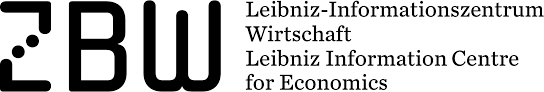 ZBW
Leibniz-Informationszentrum
Wirtschaft
Leibniz Information Centre
for Economics